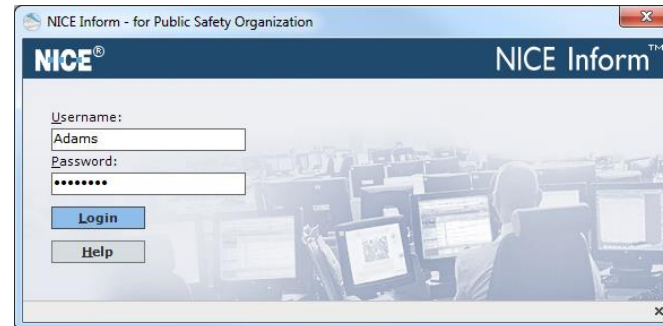 NICE Inform - for Public Safety Organization
NICE® NICE Inform™
Username:
Adams
Password:
••••••••
Login
Help